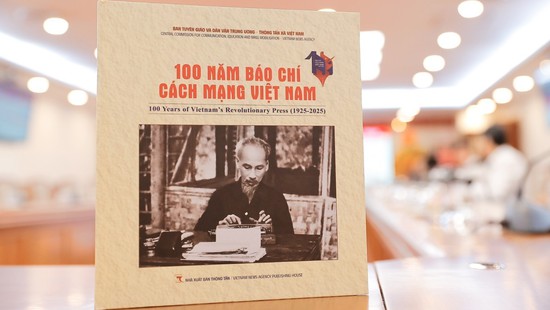 BAN TUYÊN GIÁO VÀ DÂN VẬN TRUNG ƯƠNG - THÔNG TẤN XÃ VIỆT NAM
CENTRAL COMMISSION FOR COMMUNICATION, EDUCATION AND MASS MOBILISATION - VIETNAM NEWS AGENCY
100 NĂM BÁO CHÍ
CÁCH MẠNG VIỆT NAM
100 Years of Vietnam's Revolutionary Press (1925-2025)
NHÀ XUẤT BẢN THÔNG TẤN / VIETNAM NEWS AGENCY PUBLISHING HOUSE